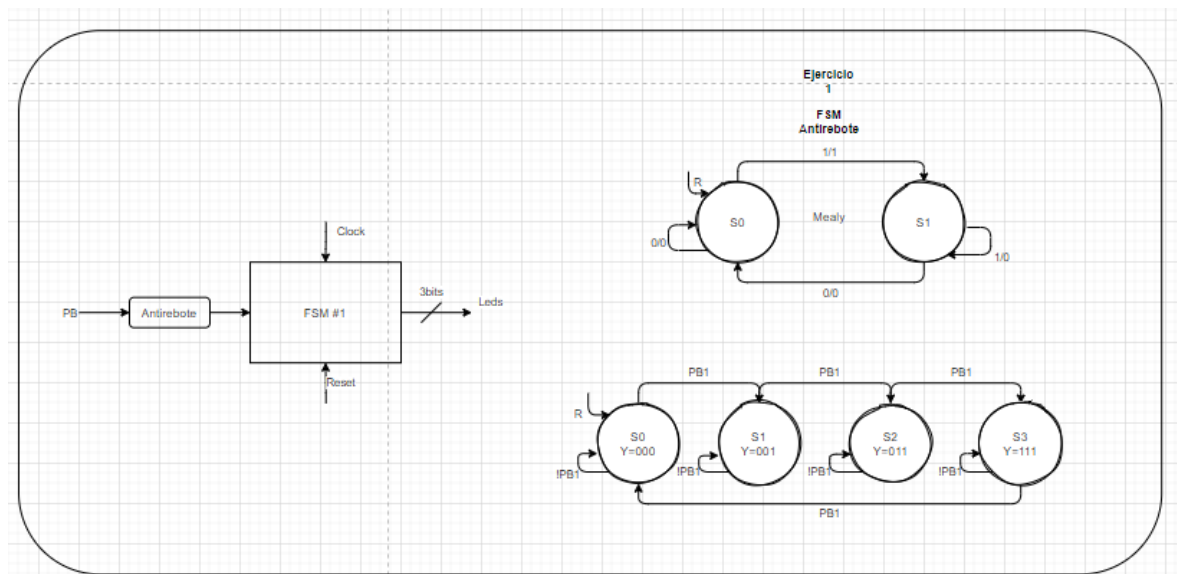 Ejercicio
1
FSM
Antirebote
1/1
R
S0
Mealy
S1
0/0
1/0
0/0
Clock
3bits
Leds
PB
Antirebote
FSM #1
Reset
PB1
PB1
PB1
R
S0
Y=000
S1
Y=001
S2
Y=011
S3
Y=111
!PB1
!PB1
!PB1
!PB1
PB1